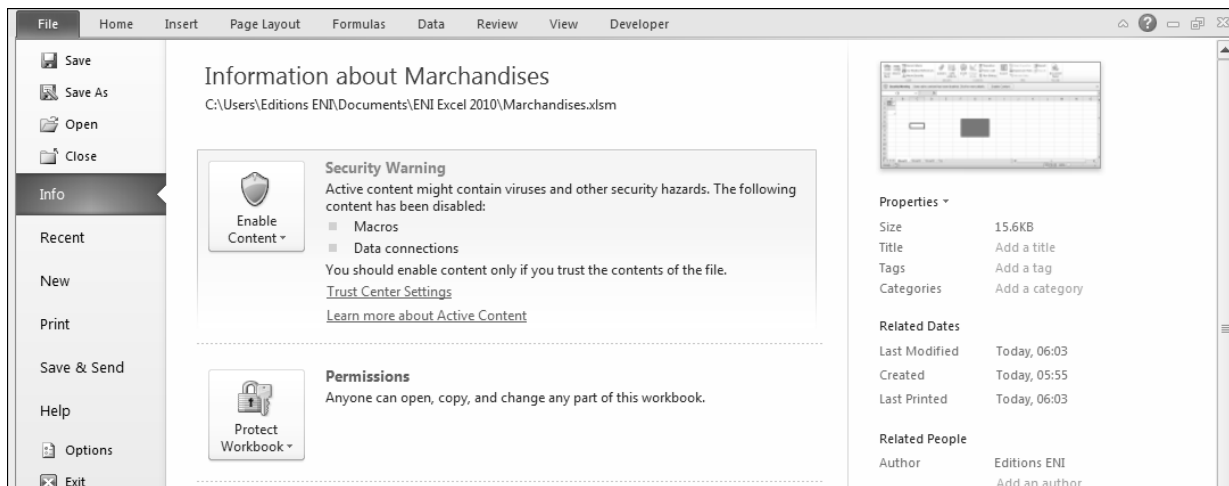 File Home Insert Page Layout Formulas Data Review View Developer
Save
Save As
Open
Close
Info
Recent
New
Print
Save & Send
Help
Options
Exit
Information about Marchandises
C:\Users\Editions ENI\Documents\ENI Excel 2010\Marchandises.xlsm
Enable
Content
Security Warning
Active content might contain viruses and other security hazards. The following
content has been disabled:
Macros
Data connections
You should enable content only if you trust the contents of the file.
Trust Center Settings
Learn more about Active Content
Protect
Workbook
Permissions
Anyone can open, copy, and change any part of this workbook.
Properties
Size 15.6KB
Title Add a title
Tags Add a tag
Categories Add a category
Related Dates
Last Modified Today, 06:03
Created Today, 05:55
Last Printed Today, 06:03
Related People
Author Editions ENI
Add an author